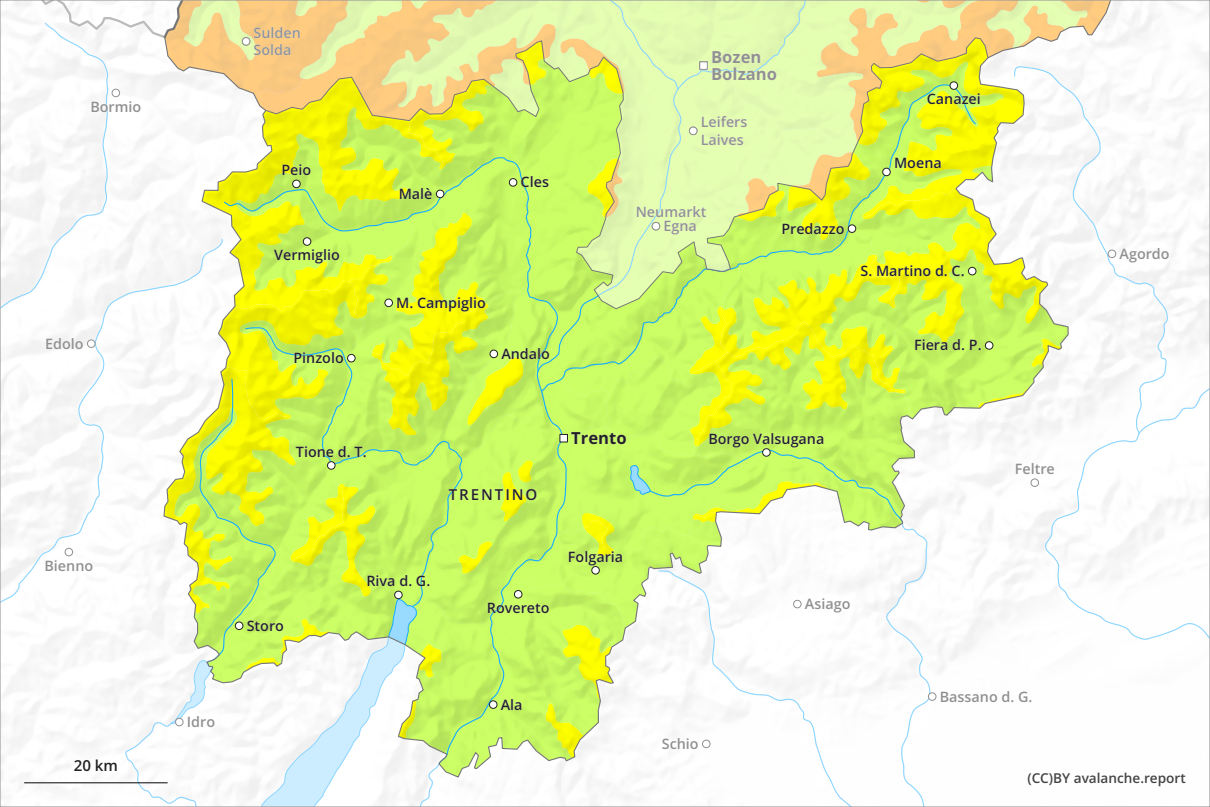 Sulden
Solda
Bozen
Bolzano
Bormio
Canazei
Leifers
Laives
Peio
Moena
Malè
Cles
Neumarkt
Egna
Predazzo
Vermiglio
Agordo
S. Martino d. C.
M. Campiglio
Edolo
Pinzolo
Andalo
Fiera d. P.
Trento
Borgo Valsugana
Tione d. T.
Feltre
TRENTINO
Bienno
Folgaria
Riva d. G.
Rovereto
Asiago
Storo
Bassano d. G.
Ala
Idro
Schio
20 km
(CC)BY avalanche.report